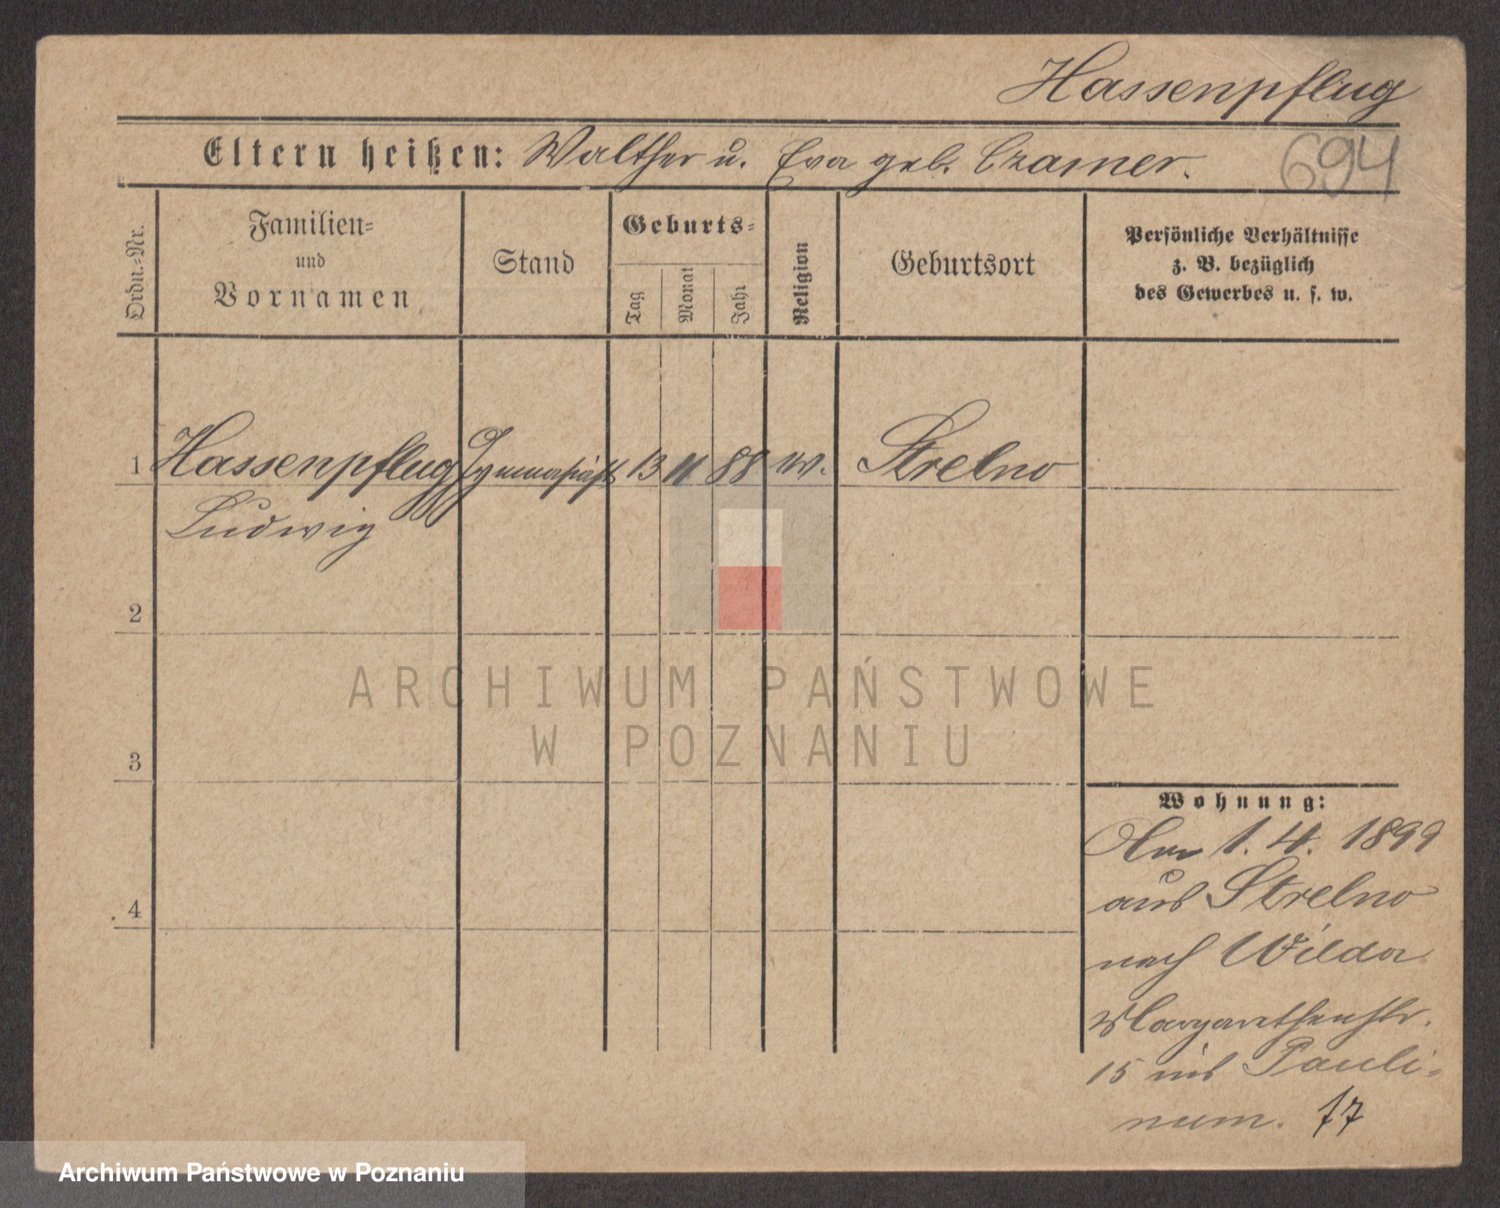 Hassenpflug
Eltern heißen: Walther u. Eva geb. Cramer.
694
Ordn.-Nr.
Familien-
und
Vornamen
Stand
Geburts-
Tag
Monat
Jahr
Religion
Geburtsort
Persönliche Verhältnisse
z. B. bezüglich
des Gewerbes u. s. w.
1 Hassenpflug Gymnasiast 13 11 88 Strelno
Ludwig
2
3
4
ARCHIWUM PAŃSTWOWE
W POZNANIU
Wohnung:
Am 1. 4. 1899
aus Strelno
nach Wilda
Margarethenstr.
15 ins Pauli-
num. 17
Archiwum Państwowe w Poznaniu